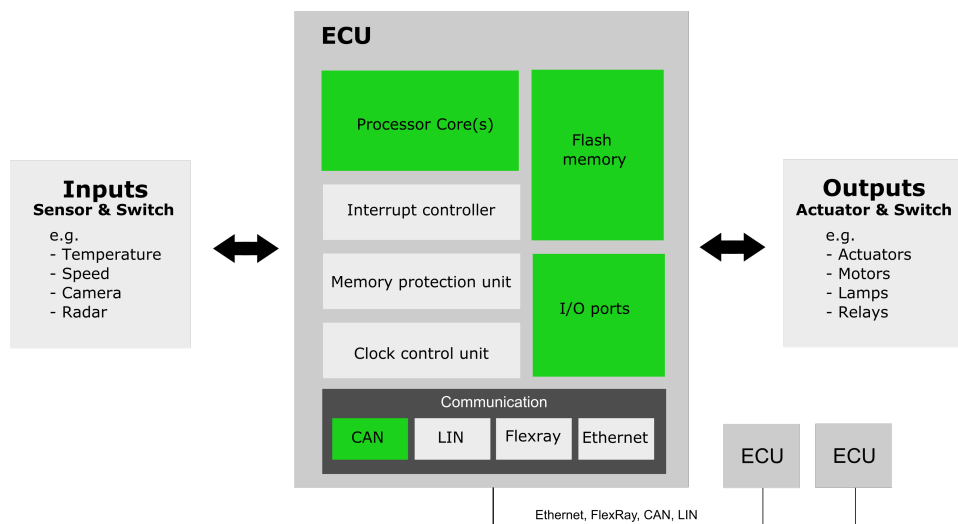 ECU
Processor Core(s)
Flash
memory
Interrupt controller
Memory protection unit
I/O ports
Clock control unit
Communication
CAN
LIN
Flexray
Ethernet
Inputs
Sensor & Switch
e.g.
- Temperature
- Speed
- Camera
- Radar
Outputs
Actuator & Switch
e.g.
- Actuators
- Motors
- Lamps
- Relays
ECU
ECU
Ethernet, FlexRay, CAN, LIN